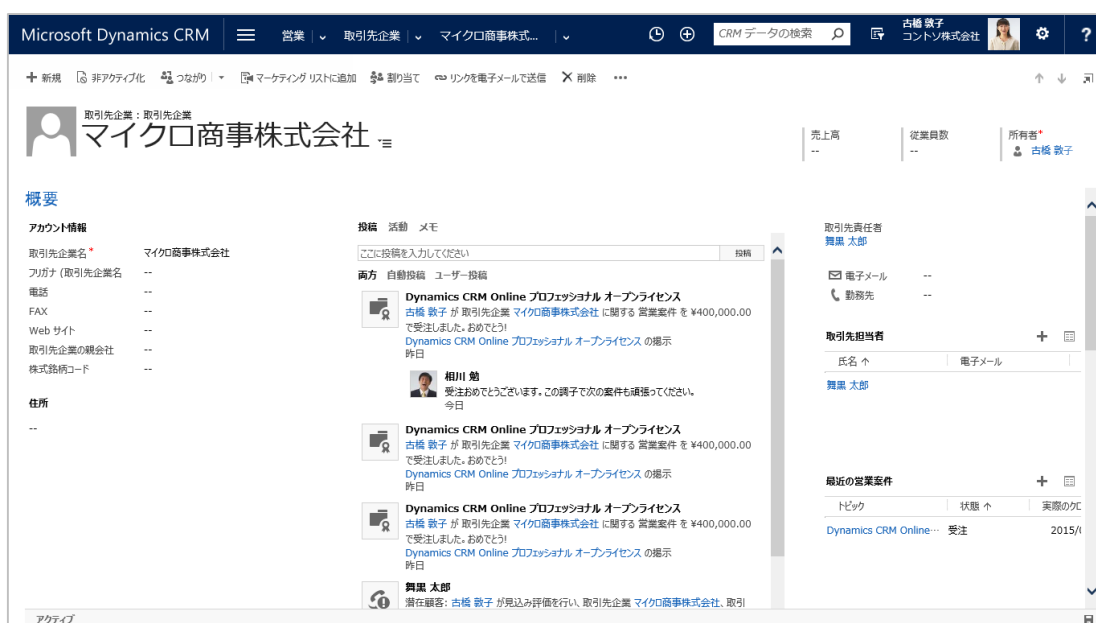 Microsoft Dynamics CRM 営業 取引先企業 マイクロ商事株式... CRM データの検索 古橋 敦子 コントソ株式会社 ?
新規 非アクティブ化 つながり マーケティング リストに追加 割り当て リンクを電子メールで送信 削除 •••
取引先企業 : 取引先企業
マイクロ商事株式会社
売上高 従業員数 所有者*
-- -- 古橋 敦子
概要
アカウント情報
取引先企業名* マイクロ商事株式会社
フリガナ (取引先企業名 --
電話 --
FAX --
Web サイト --
取引先企業の親会社 --
株式銘柄コード --
住所
--
投稿 活動 メモ
ここに投稿を入力してください 投稿
両方 自動投稿 ユーザー投稿
Dynamics CRM Online プロフェッショナル オープンライセンス
古橋 敦子 が 取引先企業 マイクロ商事株式会社 に関する 営業案件 を ¥400,000.00
で受注しました。おめでとう!
Dynamics CRM Online プロフェッショナル オープンライセンス の掲示
昨日
相川 勉
受注おめでとうございます。この調子で次の案件も頑張ってください。
今日
Dynamics CRM Online プロフェッショナル オープンライセンス
古橋 敦子 が 取引先企業 マイクロ商事株式会社 に関する 営業案件 を ¥400,000.00
で受注しました。おめでとう!
Dynamics CRM Online プロフェッショナル オープンライセンス の掲示
昨日
Dynamics CRM Online プロフェッショナル オープンライセンス
古橋 敦子 が 取引先企業 マイクロ商事株式会社 に関する 営業案件 を ¥400,000.00
で受注しました。おめでとう!
Dynamics CRM Online プロフェッショナル オープンライセンス の掲示
昨日
舞黒 太郎
潜在顧客: 古橋 敦子 が見込み評価を行い、取引先企業 マイクロ商事株式会社、取引
取引先責任者
舞黒 太郎
電子メール --
勤務先 --
取引先担当者
氏名 電子メール
舞黒 太郎
最近の営業案件
トピック 状態 実際のクロ
Dynamics CRM Online… 受注 2015/
アクティブ